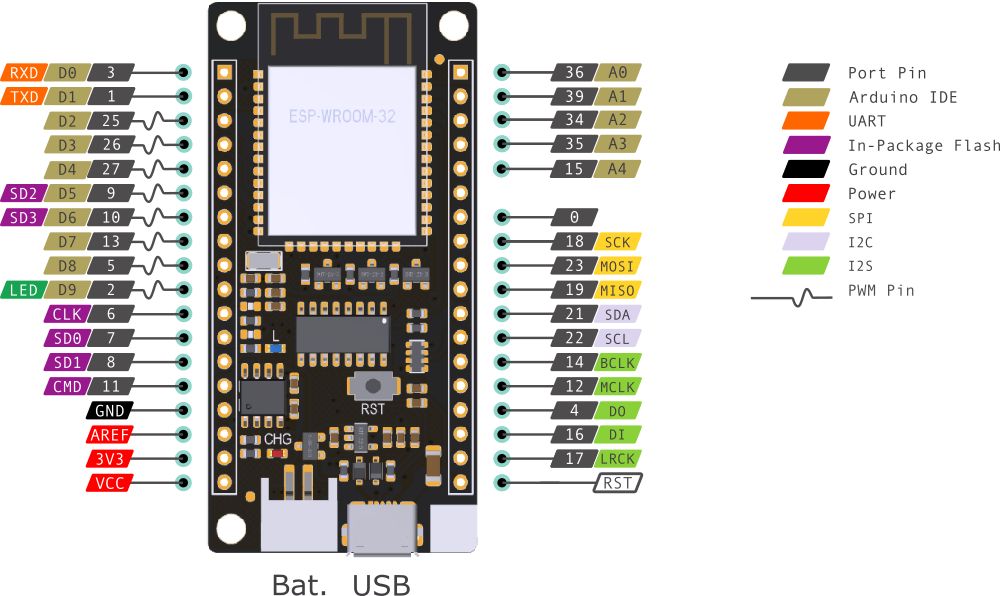 RXD D0 3
TXD D1 1
D2 25
D3 26
D4 27
SD2 D5 9
SD3 D6 10
D7 13
D8 5
LED D9 2
CLK 6
SD0 7
SD1 8
CMD 11
GND
AREF
3V3
VCC
ESP-WROOM-32
L
RST
CHG
Bat. USB
36 A0
39 A1
34 A2
35 A3
15 A4
0
18 SCK
23 MOSI
19 MISO
21 SDA
22 SCL
14 BCLK
12 MCLK
4 DO
16 DI
17 LRCK
RST
Port Pin
Arduino IDE
UART
In-Package Flash
Ground
Power
SPI
I2C
I2S
PWM Pin